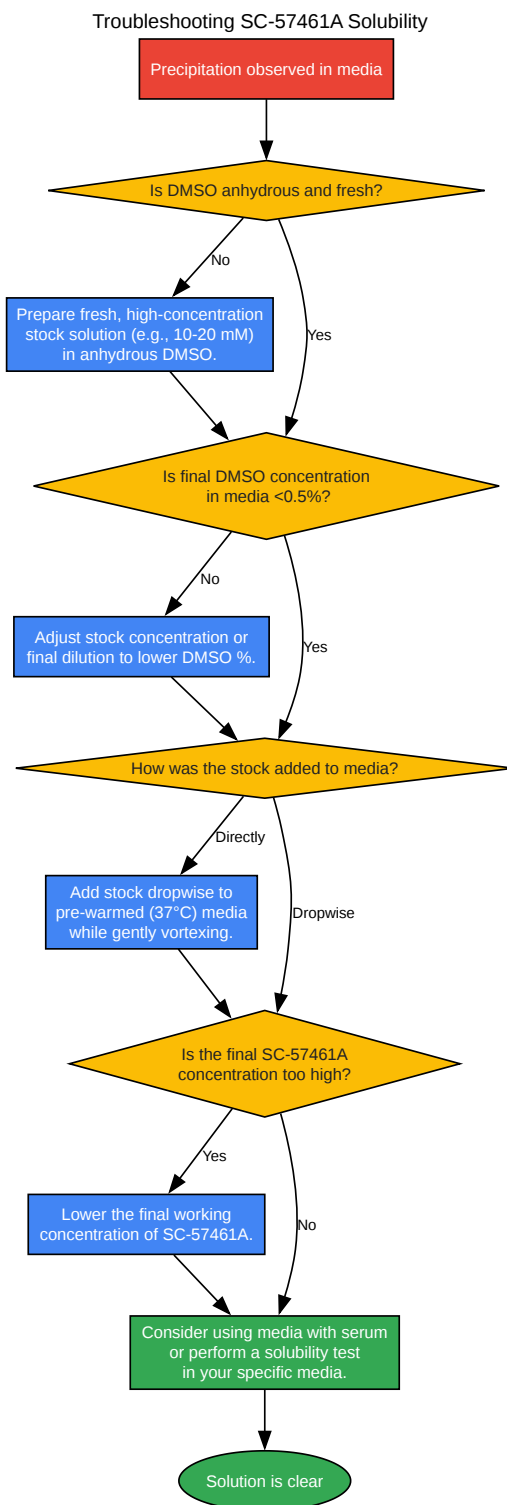 Troubleshooting SC-57461A Solubility
Precipitation observed in media
Is DMSO anhydrous and fresh?
No
Yes
Prepare fresh, high-concentration
stock solution (e.g., 10-20 mM)
in anhydrous DMSO.
Is final DMSO concentration
in media <0.5%?
No
Yes
Adjust stock concentration or
final dilution to lower DMSO %.
How was the stock added to media?
Directly
Dropwise
Add stock dropwise to
pre-warmed (37°C) media
while gently vortexing.
Is the final SC-57461A
concentration too high?
Yes
No
Lower the final working
concentration of SC-57461A.
Consider using media with serum
or perform a solubility test
in your specific media.
Solution is clear